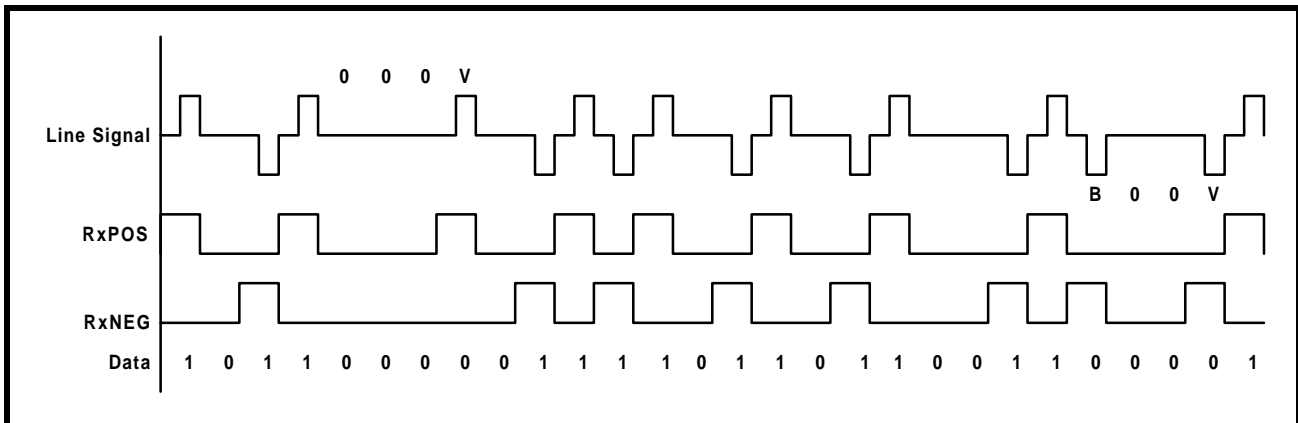 0 0 0 V
Line Signal
B 0 0 V
RxPOS
RxNEG
Data 1 0 1 1 0 0 0 0 0 1 1 1 1 0 1 1 0 1 1 0 0 1 1 0 0 0 0 1